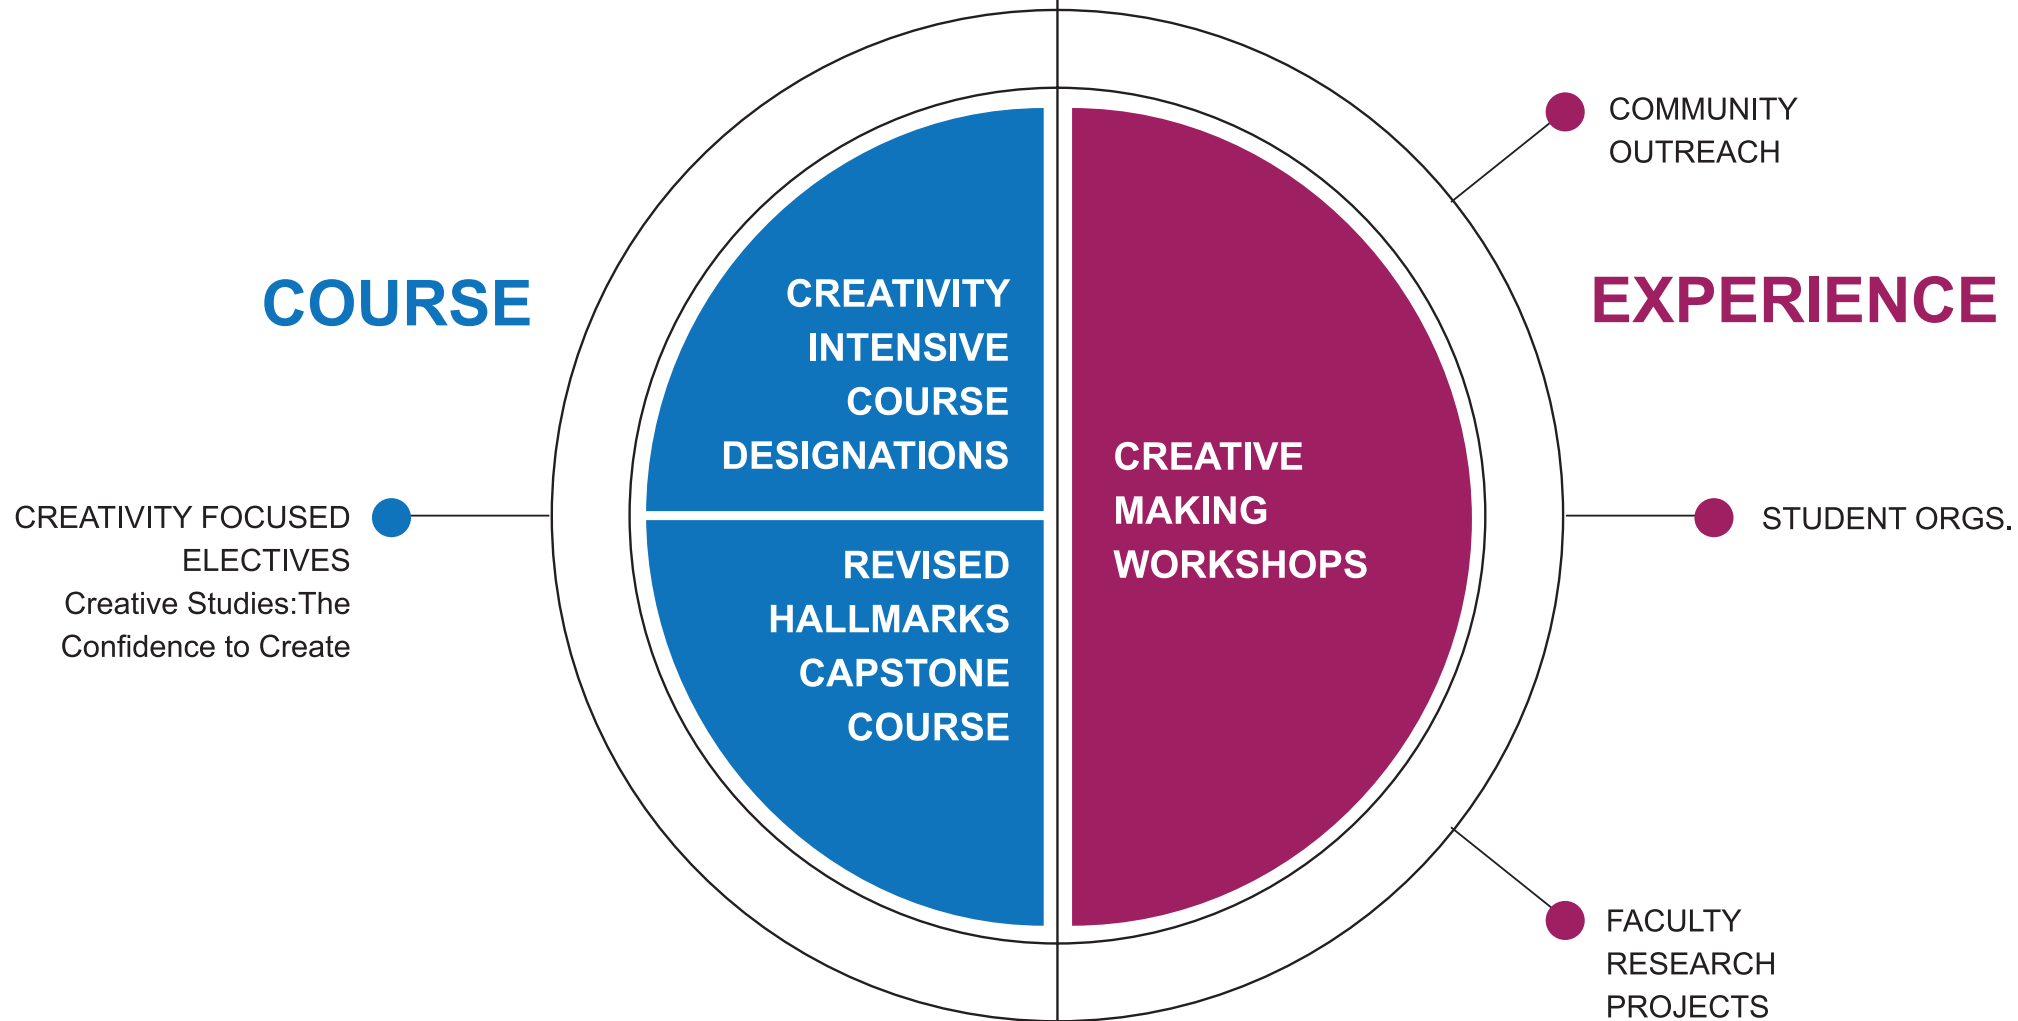 COURSE
CREATIVITY FOCUSED
ELECTIVES
Creative Studies:The
Confidence to Create
CREATIVITY
INTENSIVE
COURSE
DESIGNATIONS
REVISED
HALLMARKS
CAPSTONE
COURSE
CREATIVE
MAKING
WORKSHOPS
EXPERIENCE
COMMUNITY
OUTREACH
STUDENT ORGS.
FACULTY
RESEARCH
PROJECTS